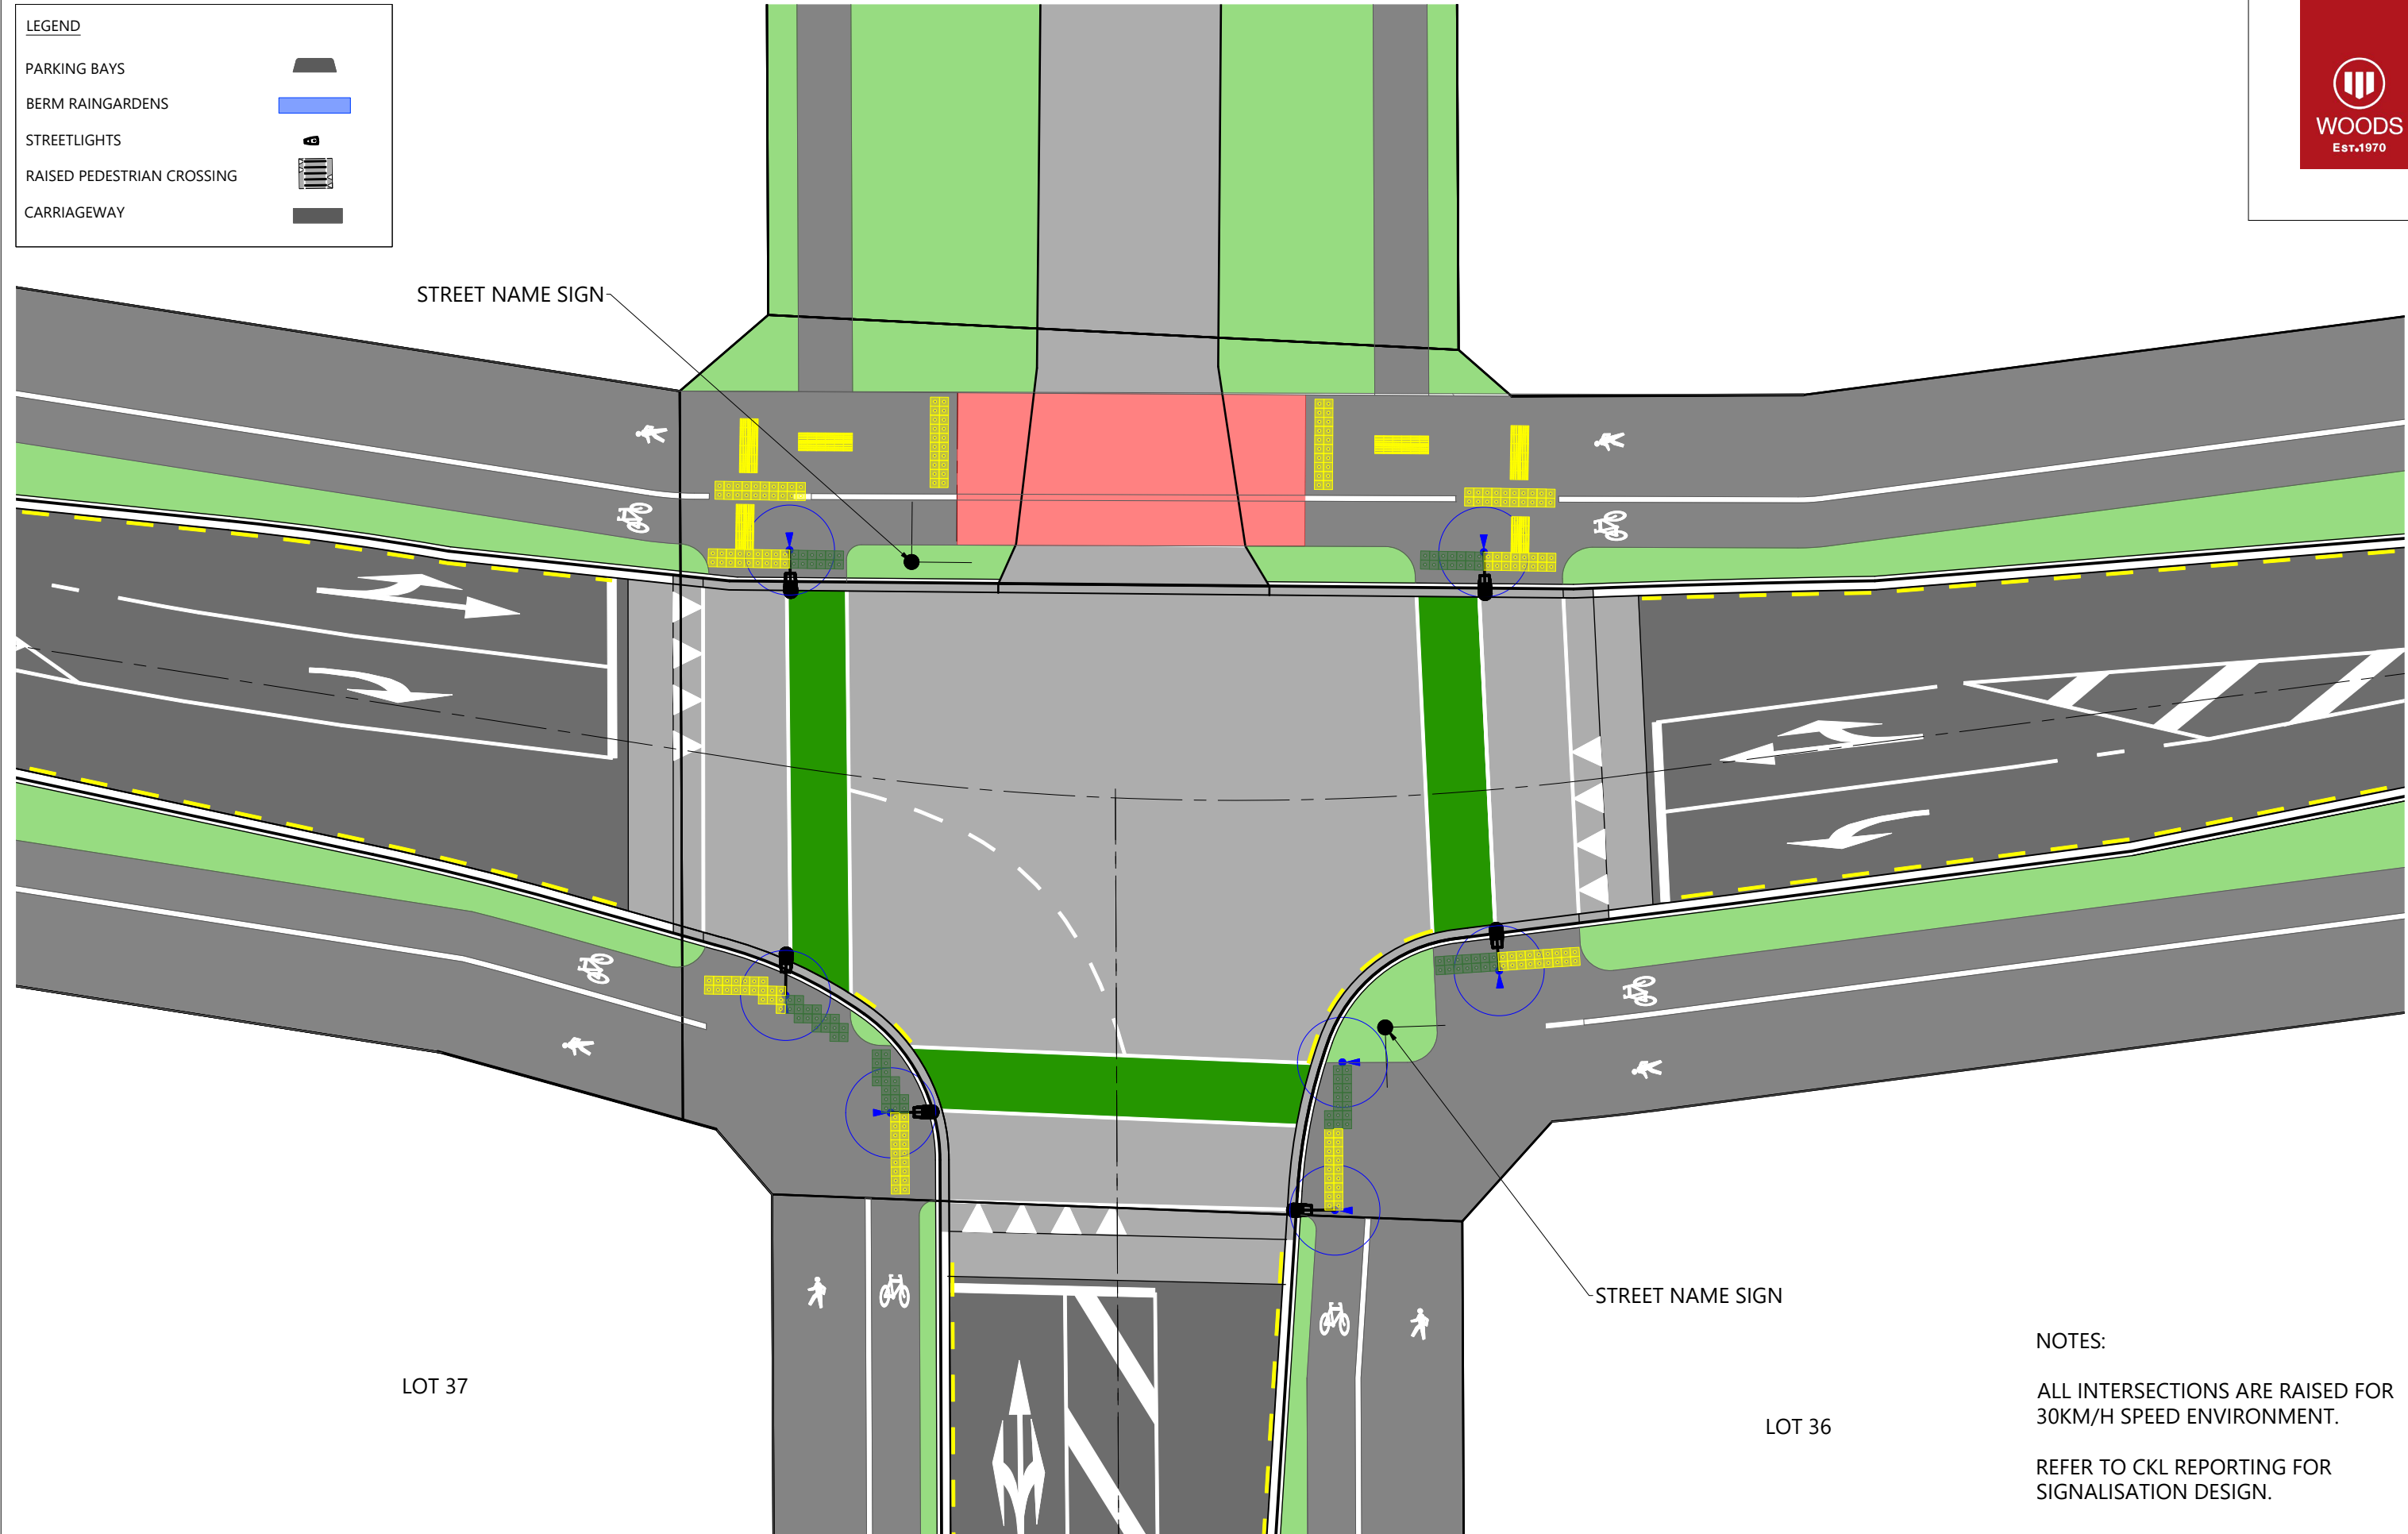 LEGEND
PARKING BAYS
BERM RAINGARDENS
STREETLIGHTS
RAISED PEDESTRIAN CROSSING
CARRIAGEWAY
WOODS
EST.1970
STREET NAME SIGN
STREET NAME SIGN
LOT 37
LOT 36
NOTES:
ALL INTERSECTIONS ARE RAISED FOR
30KM/H SPEED ENVIRONMENT.
REFER TO CKL REPORTING FOR
SIGNALISATION DESIGN.